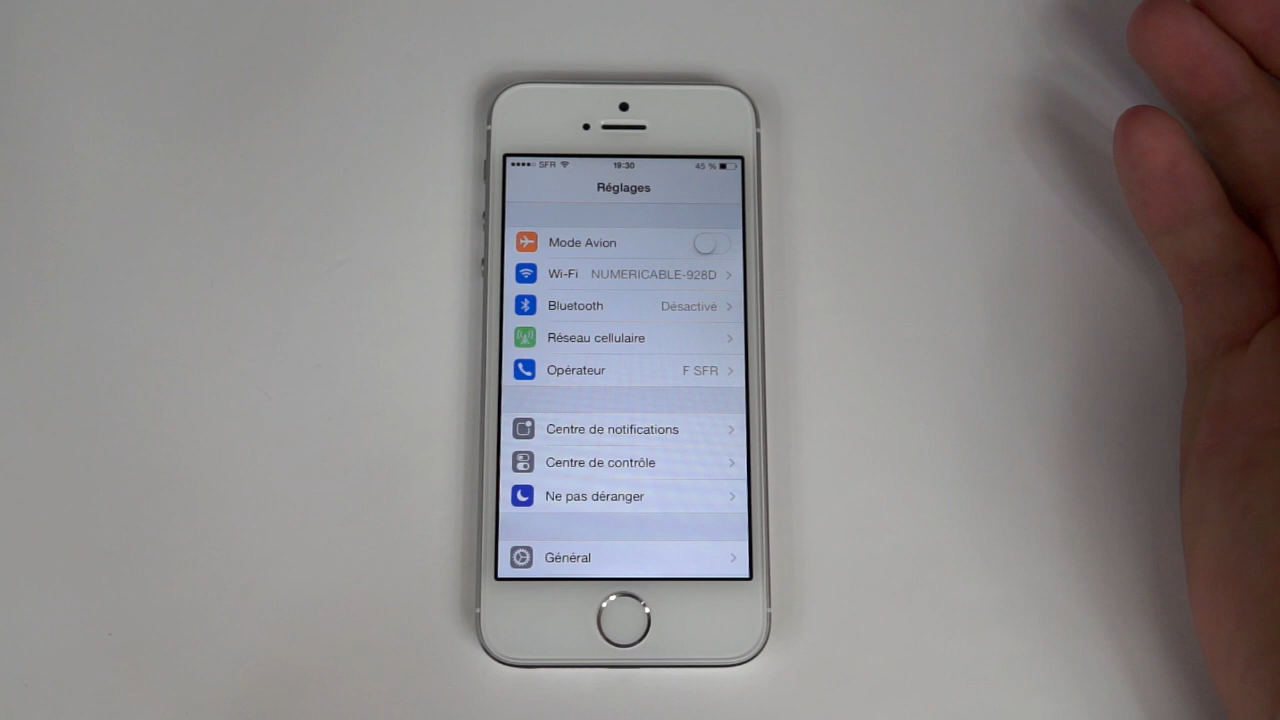 SFR 19:30 45 %
Réglages
Mode Avion
Wi-Fi NUMERICABLE-928D
Bluetooth Désactivé
Réseau cellulaire
Opérateur F SFR
Centre de notifications
Centre de contrôle
Ne pas déranger
Général